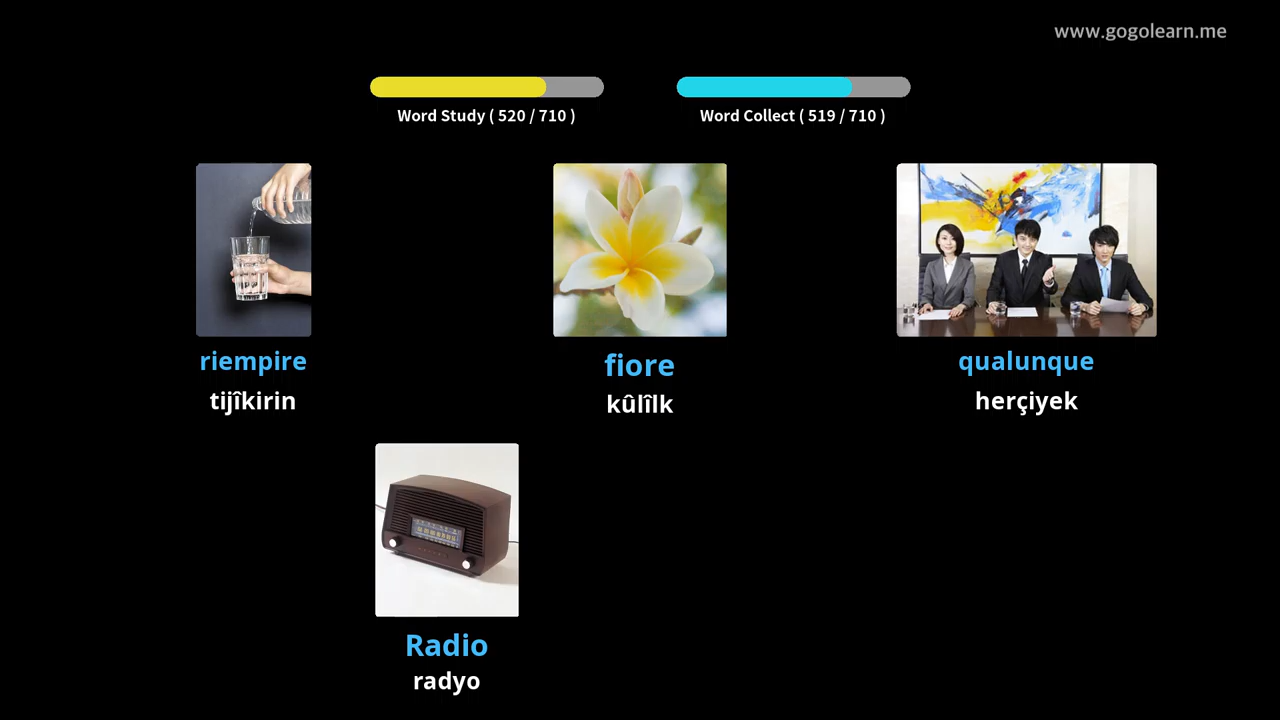 www.gogolearn.me
Word Study ( 520 / 710 )
Word Collect ( 519 / 710 )
riempire
tijîkirin
fiore
kûlîlk
qualunque
herçiyek
Radio
radyo